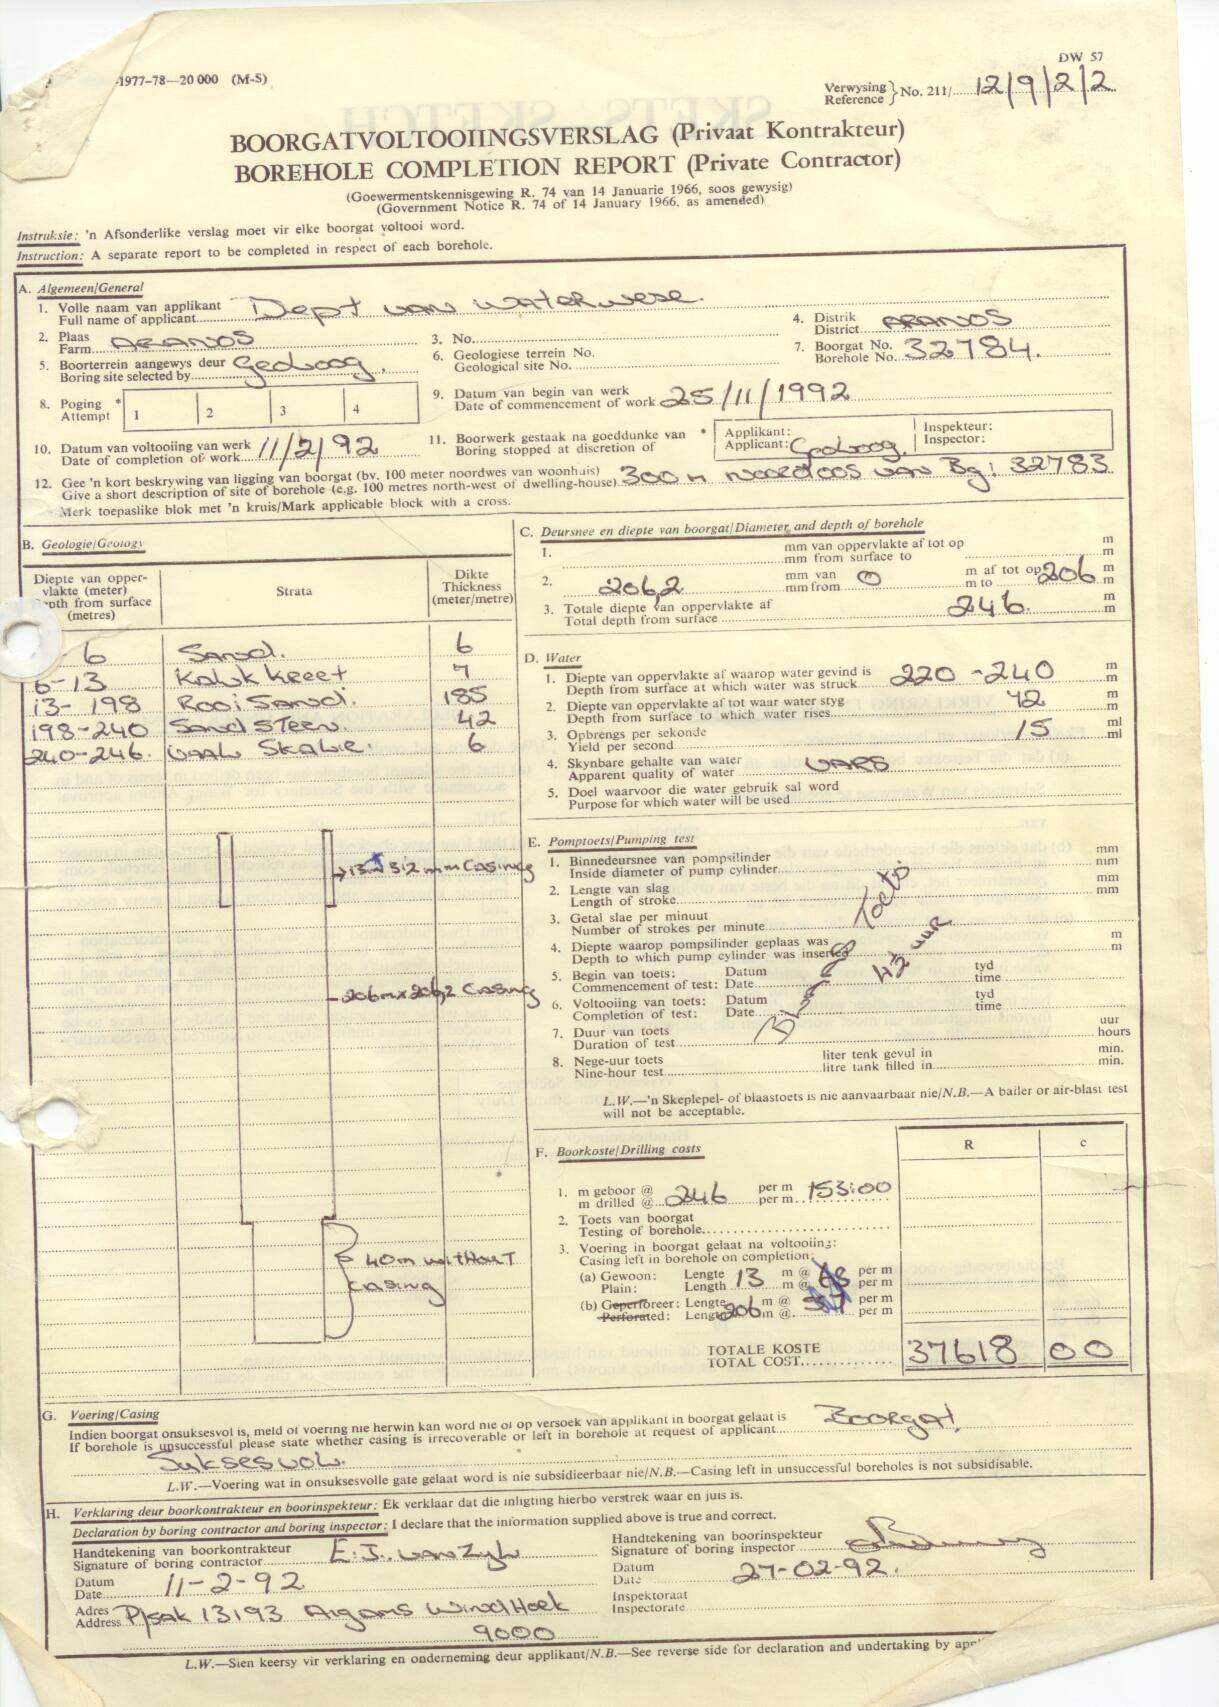 -1977-78—20 000 (M-S)
DW 57
Verwysing
Reference } No. 211/ 12/9/2/2
BOORGATVOLTOOIINGSVERSLAG (Privaat Kontrakteur)
BOREHOLE COMPLETION REPORT (Private Contractor)
(Goewermentskennisgewing R. 74 van 14 Januarie 1966, soos gewysig)
(Government Notice R. 74 of 14 January 1966, as amended)
Instruksie: 'n Afsonderlike verslag moet vir elke boorgat voltooi word.
Instruction: A separate report to be completed in respect of each borehole.
A. Algemeen/General
1. Volle naam van applikant
Full name of applicant Dept van Waterwese.
2. Plaas
Farm ARANOS
3. No.
4. Distrik
District ARANOS
5. Boorterrein aangewys deur
Boring site selected by Geoloog.
6. Geologiese terrein No.
Geological site No.
7. Boorgat No.
Borehole No. 32784.
8. Poging *
Attempt 1 2 3 4
9. Datum van begin van werk
Date of commencement of work 25/11/1992
10. Datum van voltooiing van werk
Date of completion of work 11/2/92
11. Boorwerk gestaak na goeddunke van *
Boring stopped at discretion of
Applikant:
Applicant: Geoloog.
Inspekteur:
Inspector:
12. Gee 'n kort beskrywing van ligging van boorgat (bv. 100 meter noordwes van woonhuis)
Give a short description of site of borehole (e.g. 100 metres north-west of dwelling-house) 300 m noordoos van Bg: 32783
Merk toepaslike blok met 'n kruis/Mark applicable block with a cross.
B. Geologie/Geology
Diepte van opper-
vlakte (meter)
Depth from surface
(metres)
Strata
Dikte
Thickness
(meter/metre)
- 6 Sand. 6
6-13 Kalk kreet 7
13- 198 Rooi Sand. 185
198-240 Sand Steen. 42
240-246. VAAL SKALIE. 6
13m 312mm Casing
206m x 206,2 Casing
40m without
casing
C. Deursnee en diepte van boorgat/Diameter and depth of borehole
1. mm van oppervlakte af tot op m
mm from surface to m
2. 206,2 mm van 0 m af tot op 206 m
mm from m to m
3. Totale diepte van oppervlakte af
Total depth from surface 246. m
D. Water
1. Diepte van oppervlakte af waarop water gevind is
Depth from surface at which water was struck 220 - 240 m
2. Diepte van oppervlakte af tot waar water styg
Depth from surface to which water rises 42 m
3. Opbrengs per sekonde
Yield per second 15 ml
4. Skynbare gehalte van water
Apparent quality of water VARS
5. Doel waarvoor die water gebruik sal word
Purpose for which water will be used
E. Pomptoets/Pumping test
1. Binnedeursnee van pompsilinder mm
Inside diameter of pump cylinder mm
2. Lengte van slag mm
Length of stroke mm
3. Getal slae per minuut
Number of strokes per minute
4. Diepte waarop pompsilinder geplaas was m
Depth to which pump cylinder was inserted m
5. Begin van toets: Datum tyd
Commencement of test: Date time
6. Voltooiing van toets: Datum tyd
Completion of test: Date time
7. Duur van toets uur
Duration of test hours
8. Nege-uur toets liter tenk gevul in min.
Nine-hour test litre tank filled in min.
Toets
4½ uur
L.W.—'n Skeplepel- of blaastoets is nie aanvaarbaar nie/N.B.—A bailer or air-blast test
will not be acceptable.
F. Boorkoste/Drilling costs
R c
1. m geboor @ per m
m drilled @ 246 per m 153:00
2. Toets van boorgat
Testing of borehole
3. Voering in boorgat gelaat na voltooiing:
Casing left in borehole on completion:
(a) Gewoon: Lengte 13 m @ per m
Plain: Length m @ per m
(b) Geperforeer: Lengte 206 m @ per m
Perforated: Length m @ per m
TOTALE KOSTE
TOTAL COST 37618 00
G. Voering/Casing
Indien boorgat onsuksesvol is, meld of voering nie herwin kan word nie of op versoek van applikant in boorgat gelaat is
If borehole is unsuccessful please state whether casing is irrecoverable or left in borehole at request of applicant Boorgat
Suksesvol.
L.W.—Voering wat in onsuksesvolle gate gelaat word is nie subsidieerbaar nie/N.B.—Casing left in unsuccessful boreholes is not subsidisable.
H. Verklaring deur boorkontrakteur en boorinspekteur: Ek verklaar dat die inligting hierbo verstrek waar en juis is.
Declaration by boring contractor and boring inspector: I declare that the information supplied above is true and correct.
Handtekening van boorkontrakteur
Signature of boring contractor E.J. van Zyl
Handtekening van boorinspekteur
Signature of boring inspector
Datum
Date 11-2-92
Datum
Date 27-02-92.
Adres
Address P/sak 13193 Aigams Windhoek
9000
Inspektoraat
Inspectorate
L.W.—Sien keersy vir verklaring en onderneming deur applikant/N.B.—See reverse side for declaration and undertaking by